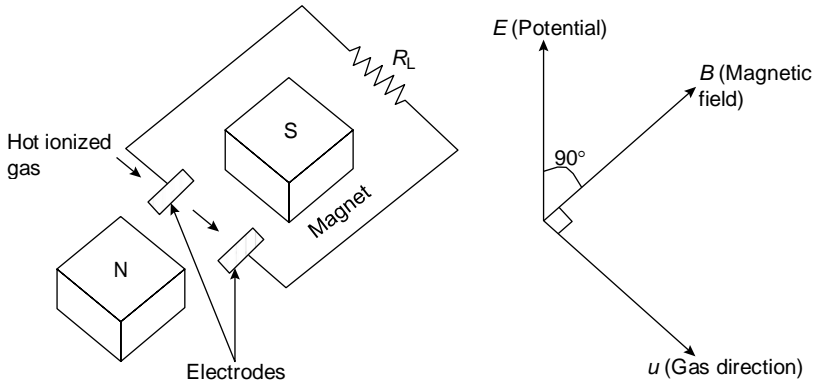 E (Potential)
B (Magnetic
field)
90°
u (Gas direction)
R_L
Hot ionized
gas
S
Magnet
N
Electrodes